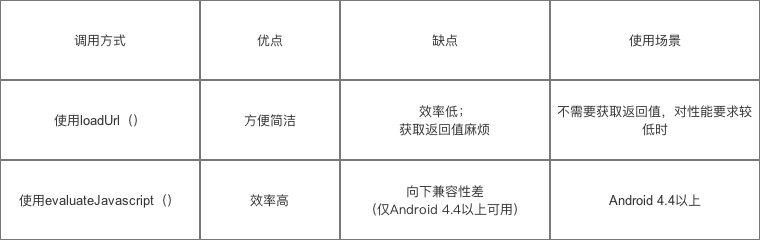 调用方式
优点
缺点
使用场景
使用loadUrl（）
方便简洁
效率低；
获取返回值麻烦
不需要获取返回值，对性能要求较
低时
使用evaluateJavascript（）
效率高
向下兼容性差
（仅Android 4.4以上可用）
Android 4.4以上